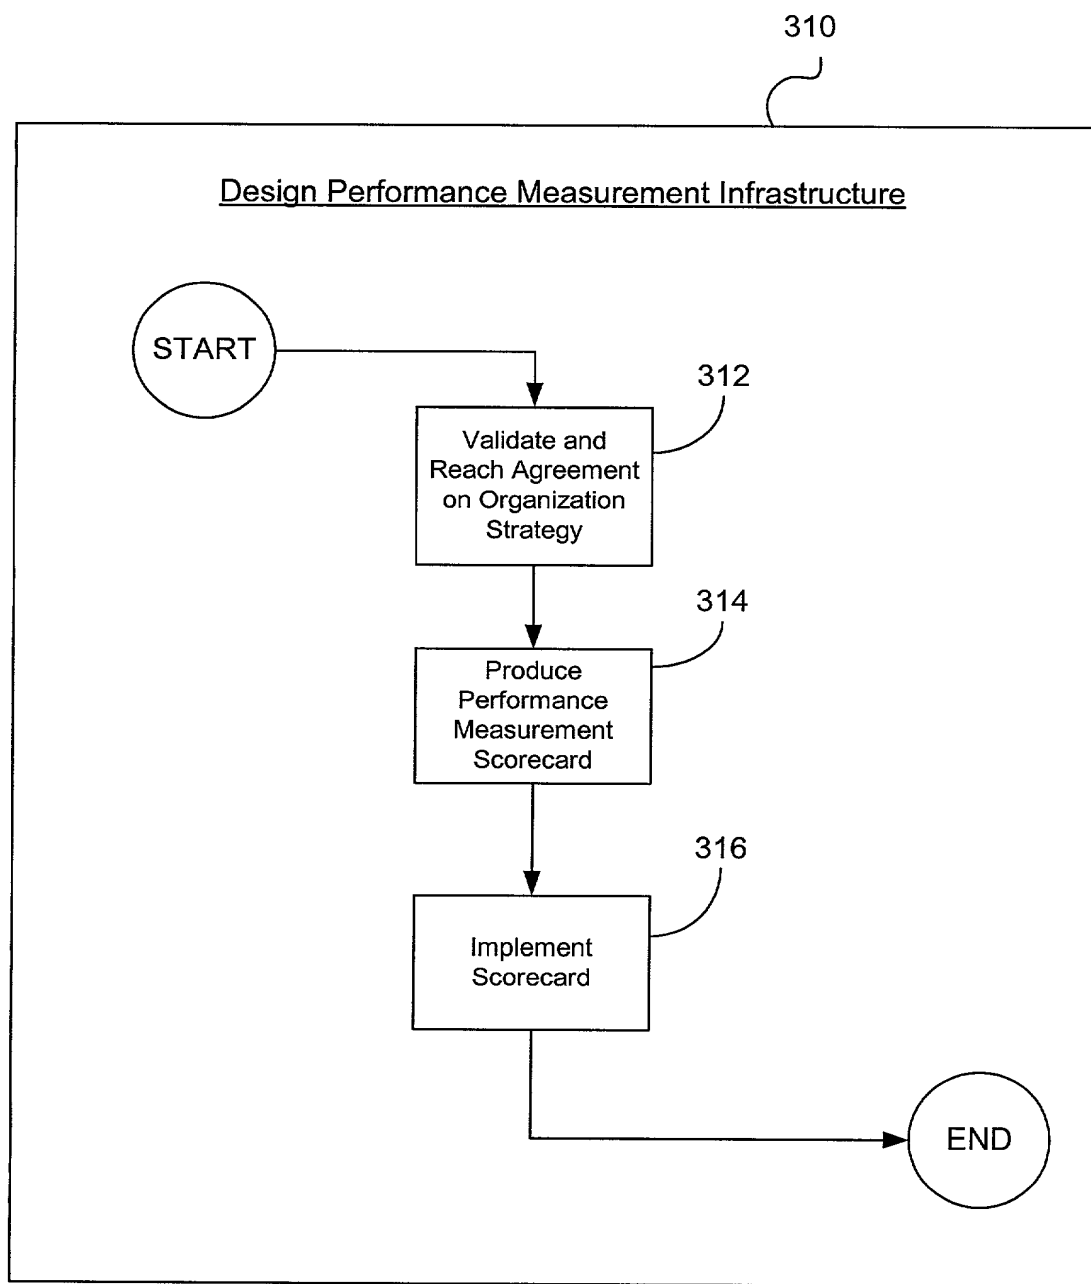 310
Design Performance Measurement Infrastructure
START
312
Validate and
Reach Agreement
on Organization
Strategy
314
Produce
Performance
Measurement
Scorecard
316
Implement
Scorecard
END